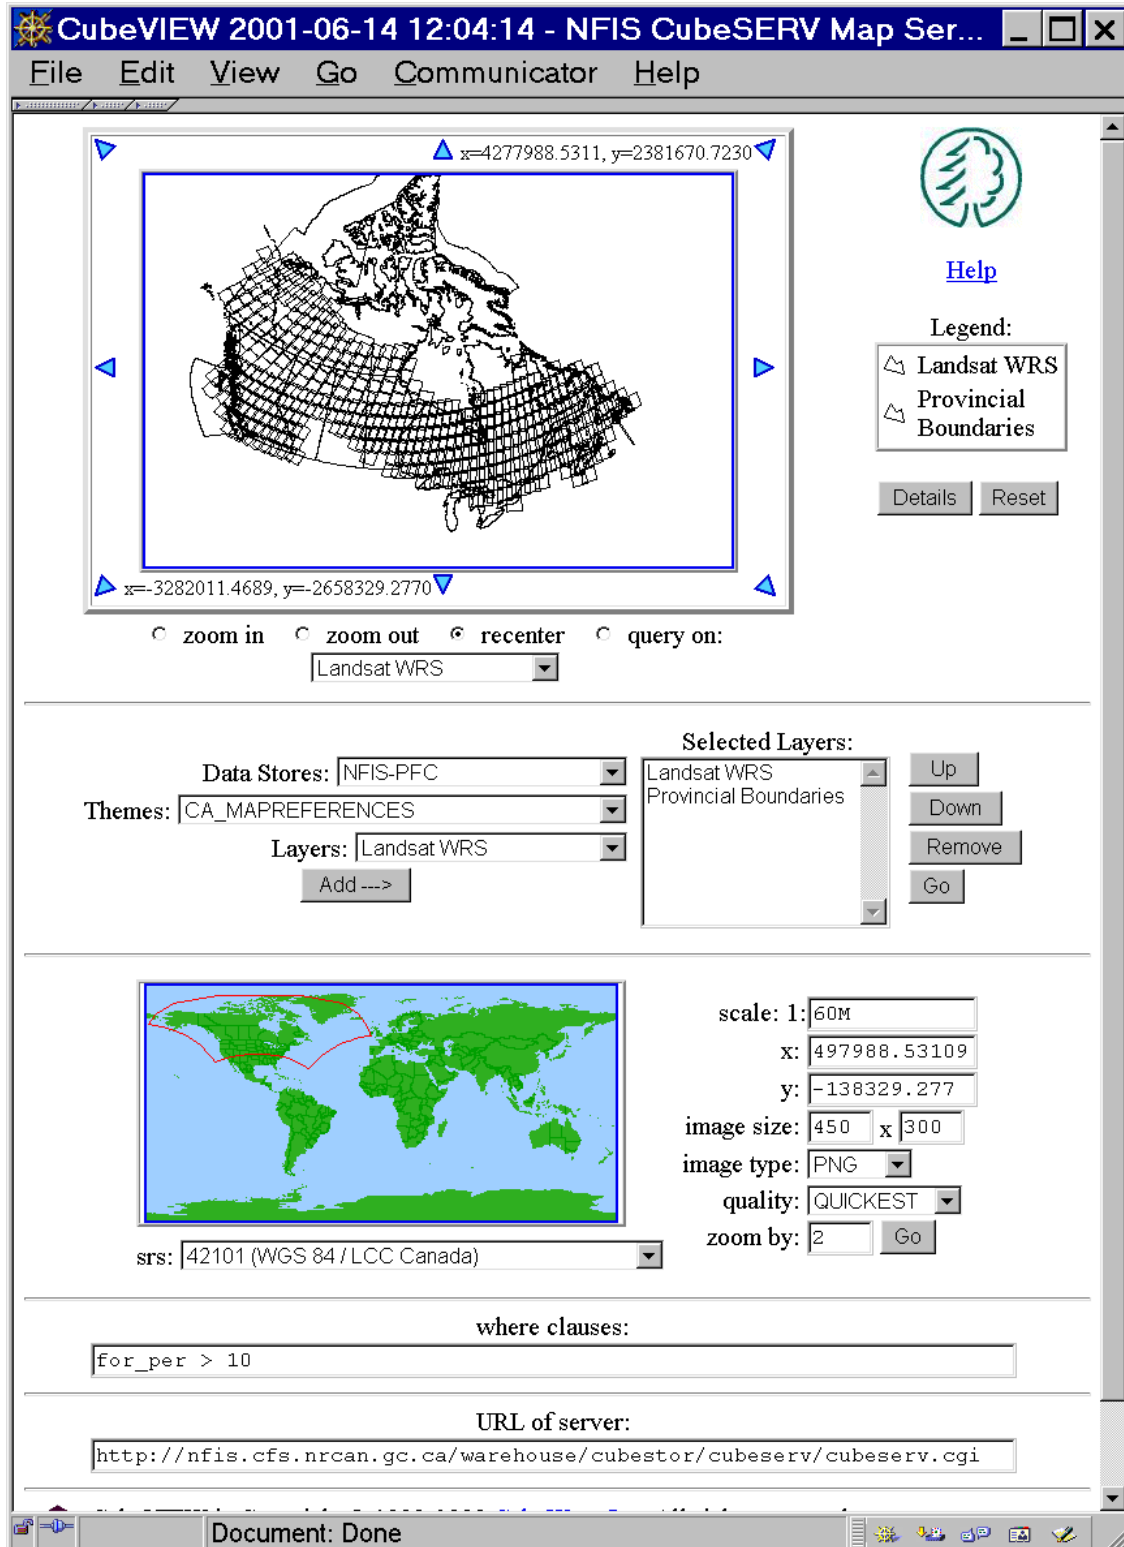 CubeVIEW 2001-06-14 12:04:14 - NFIS CubeSERV Map Ser...
File Edit View Go Communicator Help
x=4277988.5311, y=2381670.7230
Help
Legend:
Landsat WRS
Provincial
Boundaries
Details Reset
x=-3282011.4689, y=-2658329.2770
zoom in zoom out recenter query on:
Landsat WRS
Selected Layers:
Data Stores: NFIS-PFC
Themes: CA_MAPREFERENCES
Layers: Landsat WRS
Add --->
Landsat WRS
Provincial Boundaries
Up
Down
Remove
Go
scale: 1: 60M
x: 497988.53109
y: -138329.277
image size: 450 x 300
image type: PNG
quality: QUICKEST
zoom by: 2 Go
srs: 42101 (WGS 84 / LCC Canada)
where clauses:
for_per > 10
URL of server:
http://nfis.cfs.nrcan.gc.ca/warehouse/cubestor/cubeserv/cubeserv.cgi
Document: Done